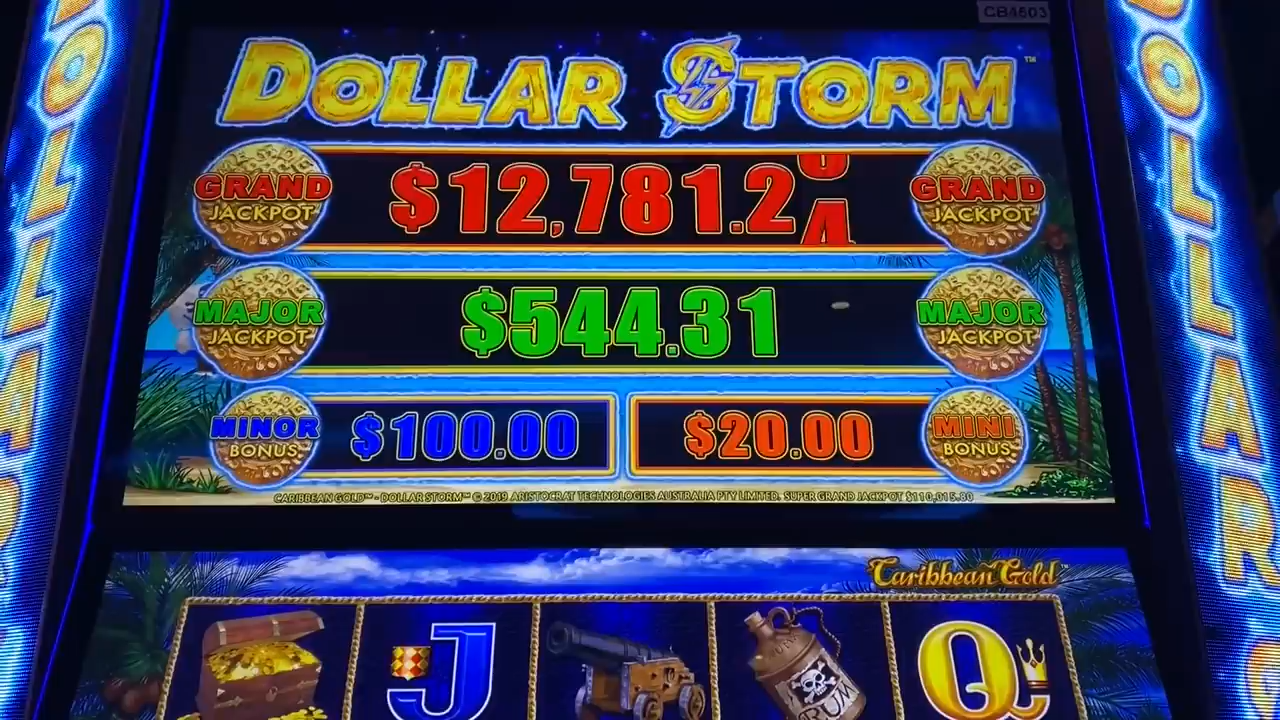 CB4603
DOLLAR STORM™
GRAND JACKPOT $12,781.2 GRAND JACKPOT
MAJOR JACKPOT $544.31 MAJOR JACKPOT
MINOR BONUS $100.00 $20.00 MINI BONUS
CARIBBEAN GOLD™ - DOLLAR STORM™ © 2019 ARISTOCRAT TECHNOLOGIES AUSTRALIA PTY LIMITED. SUPER GRAND JACKPOT $110,015.80
Caribbean Gold™
J RUM Q
DOLLAR
DOLLAR